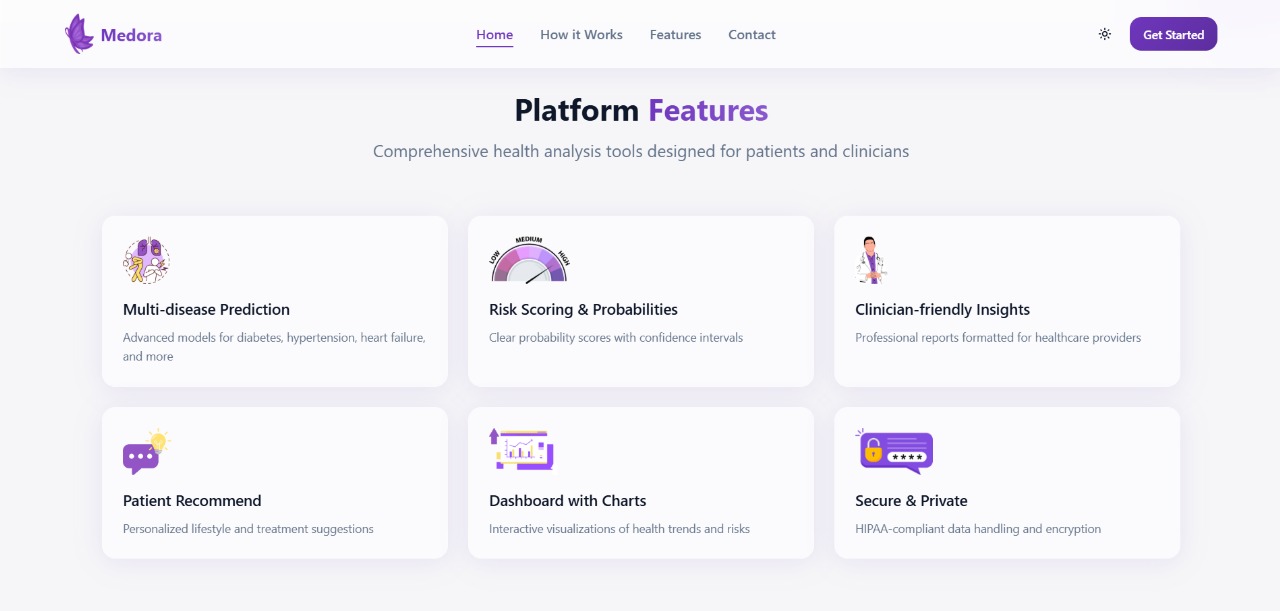 Medora
Home
How it Works
Features
Contact
Get Started
Platform Features
Comprehensive health analysis tools designed for patients and clinicians
Multi-disease Prediction
Advanced models for diabetes, hypertension, heart failure,
and more
LOW
MEDIUM
HIGH
Risk Scoring & Probabilities
Clear probability scores with confidence intervals
Clinician-friendly Insights
Professional reports formatted for healthcare providers
Patient Recommend
Personalized lifestyle and treatment suggestions
Dashboard with Charts
Interactive visualizations of health trends and risks
****
Secure & Private
HIPAA-compliant data handling and encryption